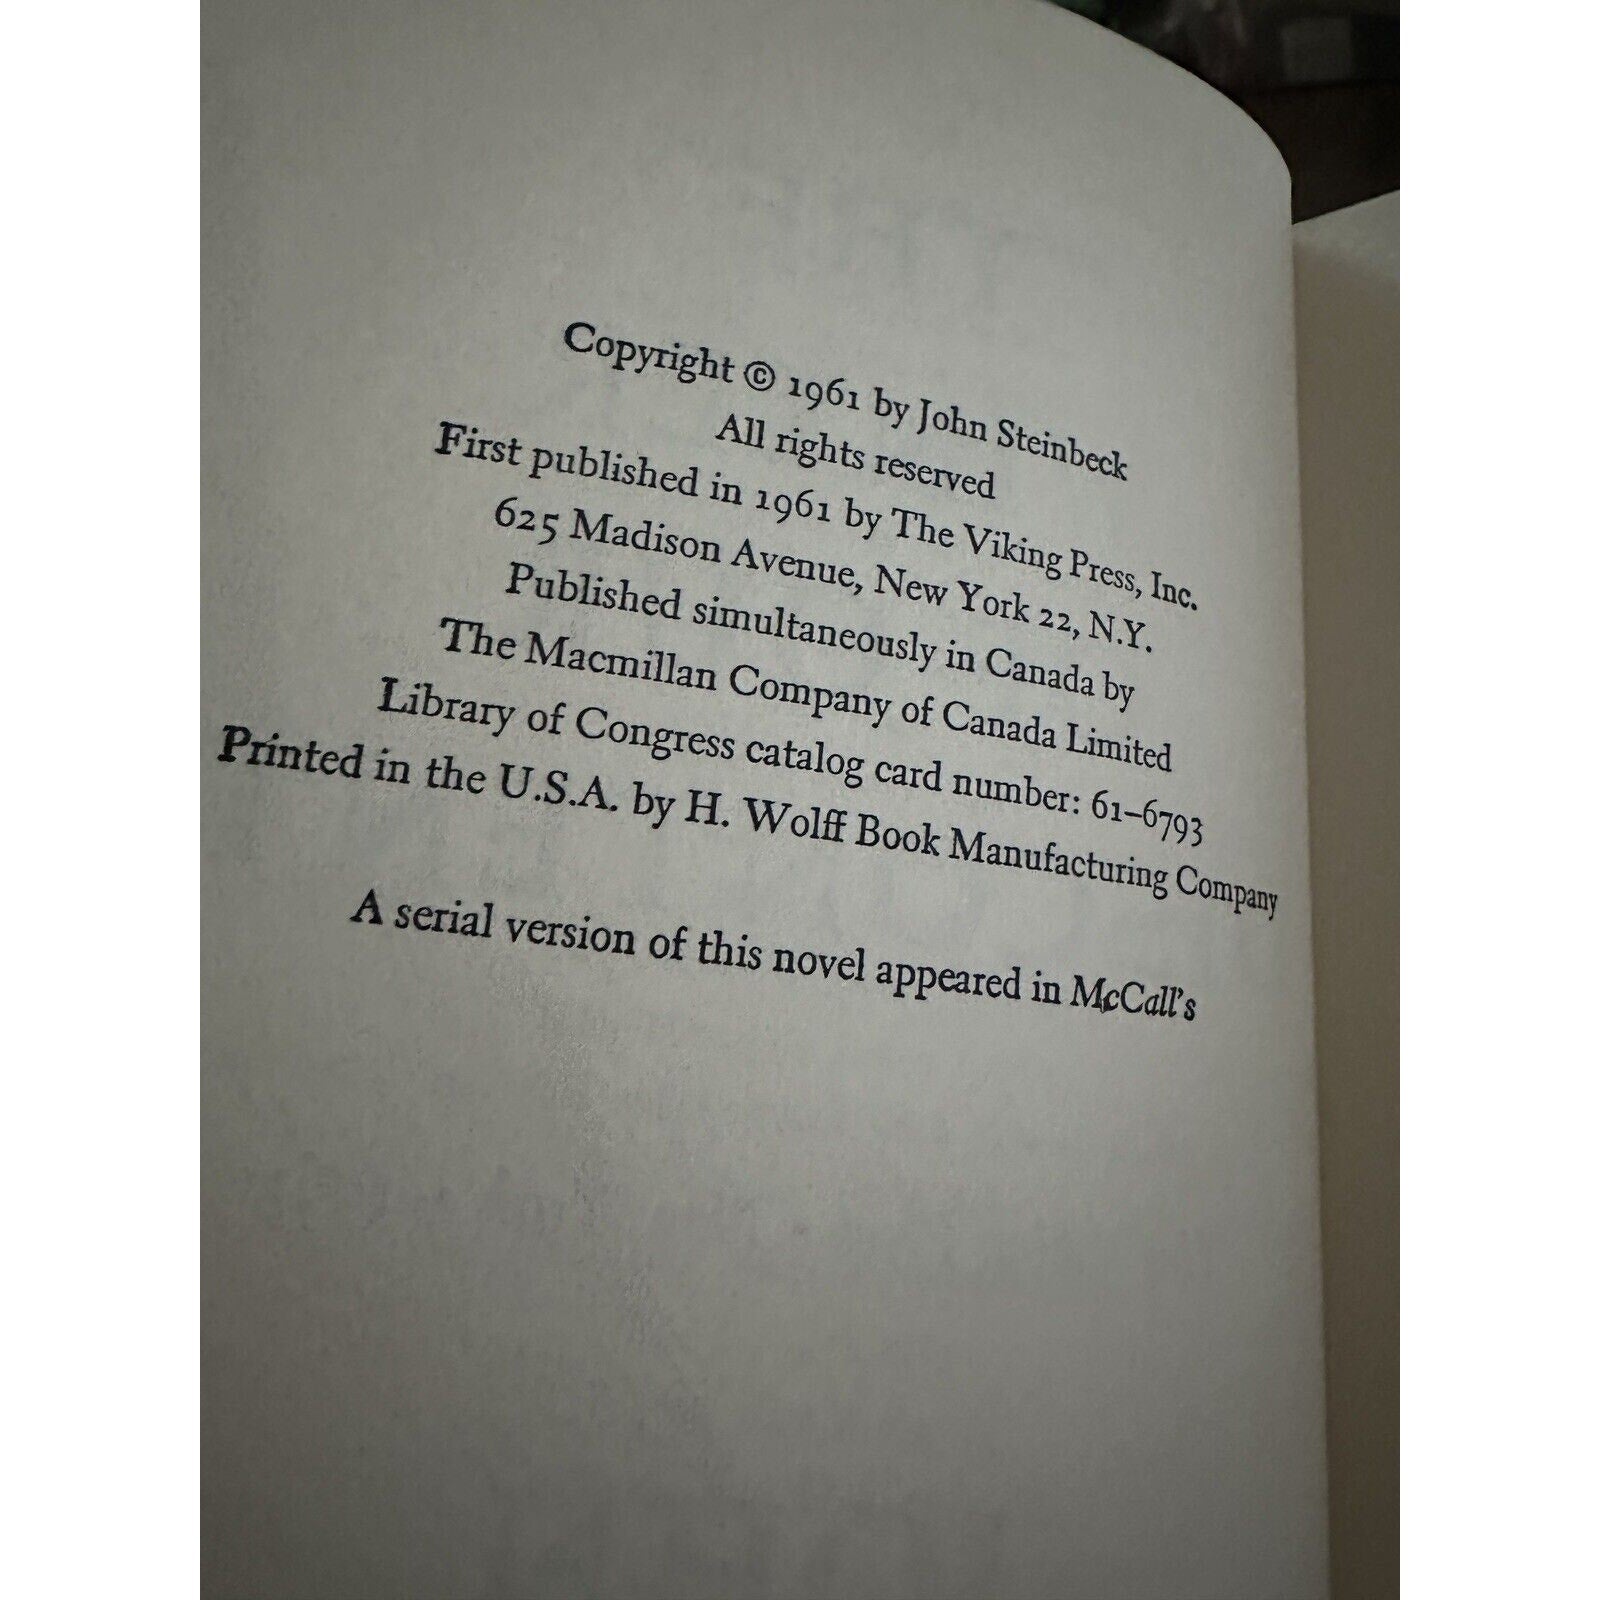 Copyright © 1961 by John Steinbeck
All rights reserved
First published in 1961 by The Viking Press, Inc.
625 Madison Avenue, New York 22, N.Y.
Published simultaneously in Canada by
The Macmillan Company of Canada Limited
Library of Congress catalog card number: 61–6793
Printed in the U.S.A. by H. Wolff Book Manufacturing Company
A serial version of this novel appeared in McCall's